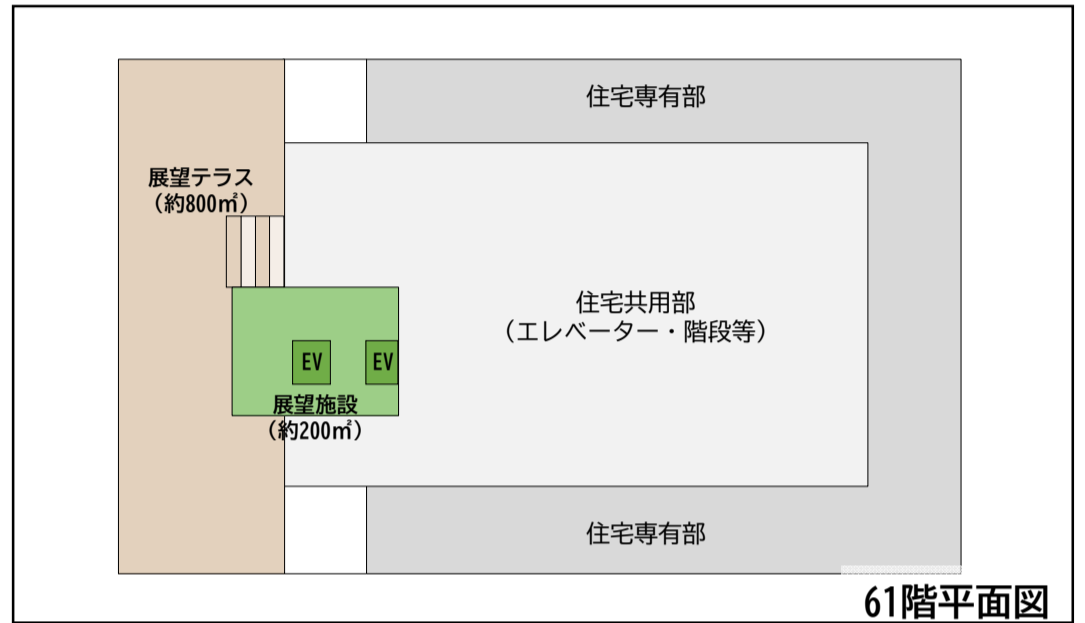 住宅専有部
展望テラス
（約800㎡）
住宅共用部
（エレベーター・階段等）
EV
EV
展望施設
（約200㎡）
住宅専有部
61階平面図